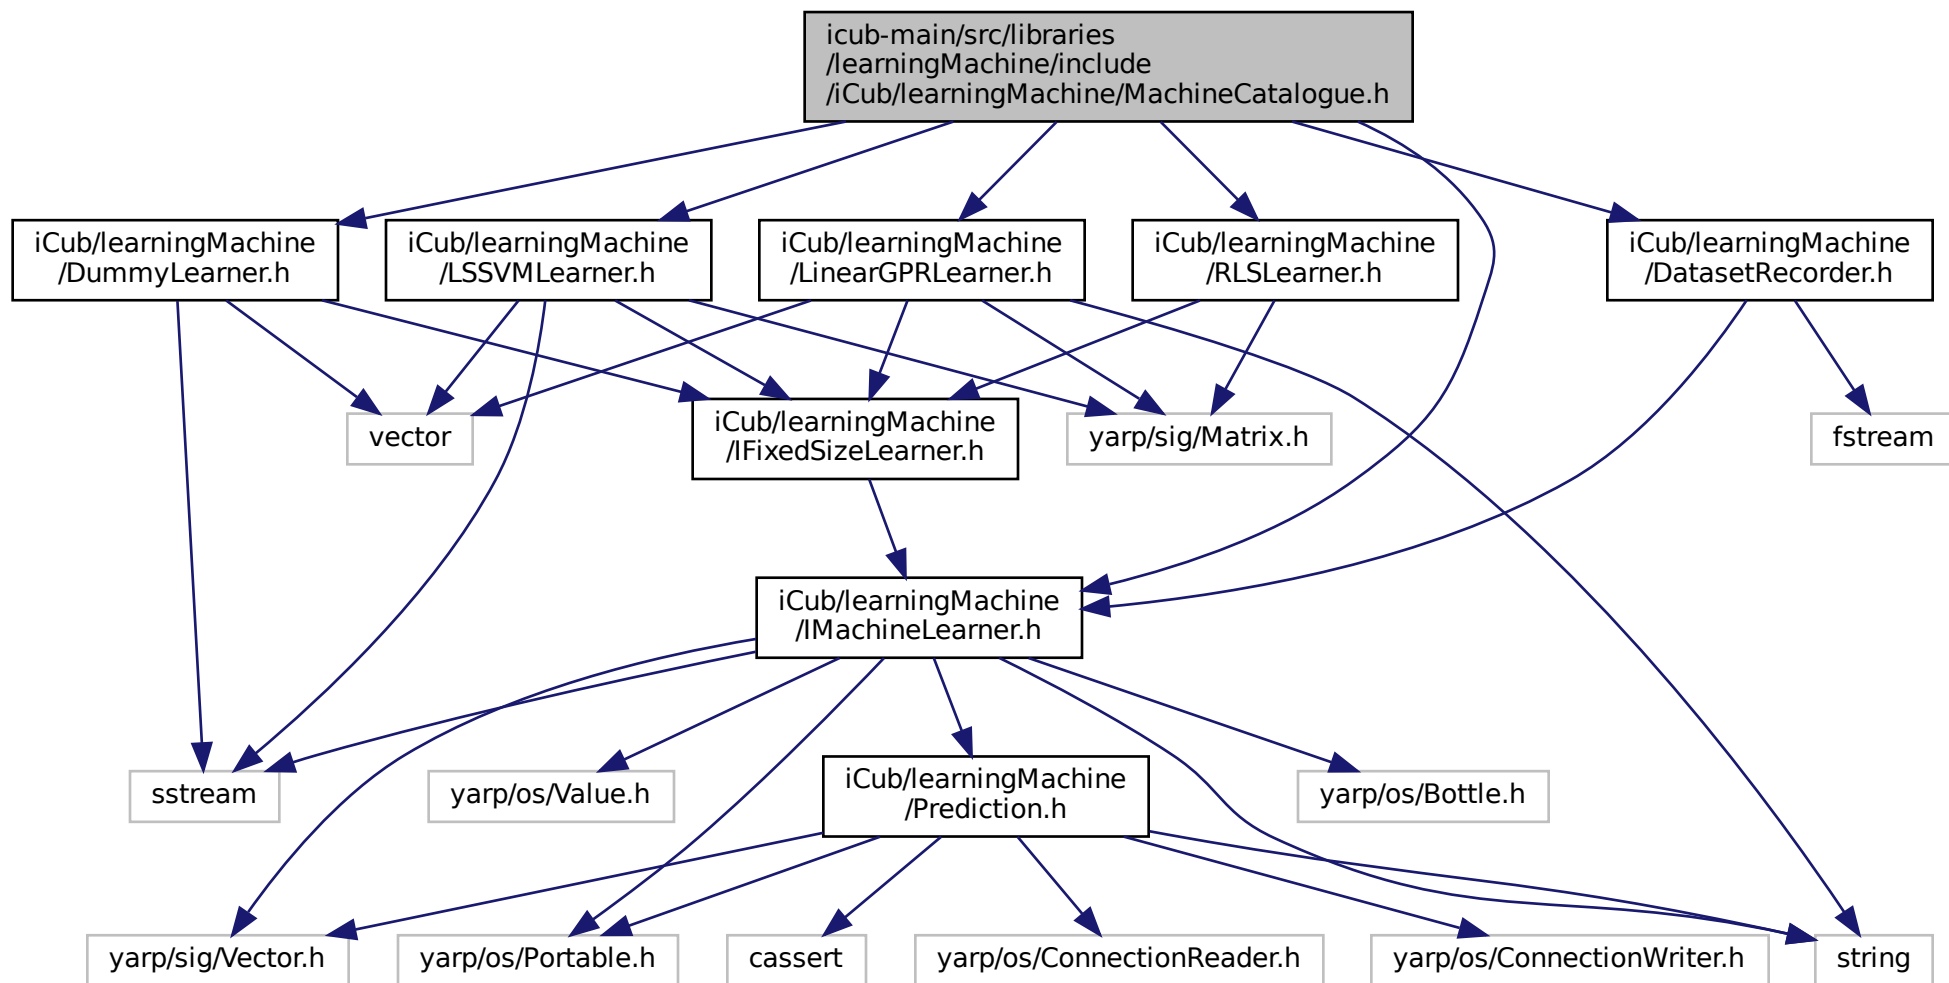 icub-main/src/libraries
/learningMachine/include
/iCub/learningMachine/MachineCatalogue.h
iCub/learningMachine
/DummyLearner.h
iCub/learningMachine
/LSSVMLearner.h
iCub/learningMachine
/LinearGPRLearner.h
iCub/learningMachine
/RLSLearner.h
iCub/learningMachine
/DatasetRecorder.h
vector
iCub/learningMachine
/IFixedSizeLearner.h
yarp/sig/Matrix.h
fstream
iCub/learningMachine
/IMachineLearner.h
sstream
yarp/os/Value.h
iCub/learningMachine
/Prediction.h
yarp/os/Bottle.h
yarp/sig/Vector.h
yarp/os/Portable.h
cassert
yarp/os/ConnectionReader.h
yarp/os/ConnectionWriter.h
string